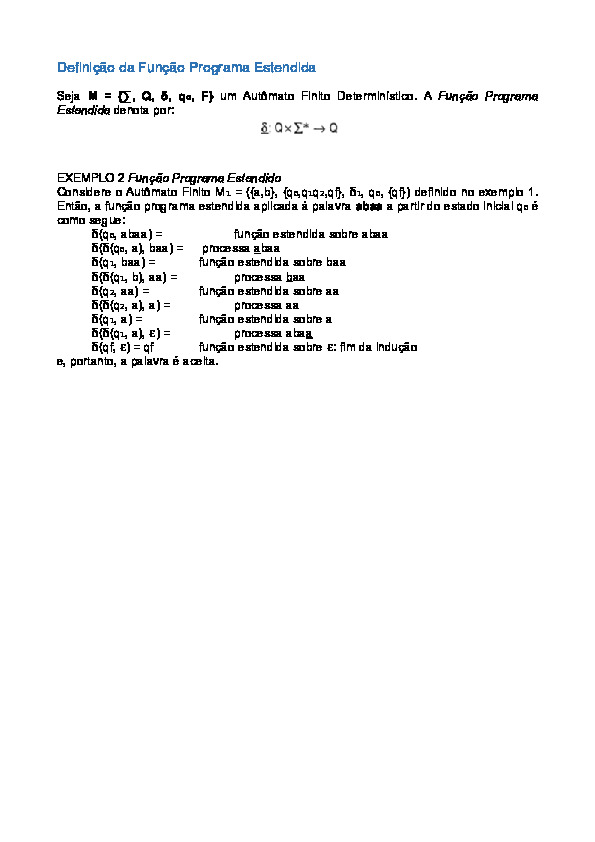 Definição da Função Programa Estendida
Seja M = {∑, Q, δ, q₀, F} um Autômato Finito Determinístico. A Função Programa
Estendida denota por:
δ: Q×Σ* → Q
EXEMPLO 2 Função Programa Estendida
Considere o Autômato Finito M₁ = ({a,b}, {q₀,q₁q₂,qf}, δ₁, q₀, {qf}) definido no exemplo 1.
Então, a função programa estendida aplicada à palavra abaa a partir do estado inicial q₀ é
como segue:
δ(q₀, abaa) = função estendida sobre abaa
δ(δ(q₀, a), baa) = processa abaa
δ(q₁, baa) = função estendida sobre baa
δ(δ(q₁, b), aa) = processa baa
δ(q₂, aa) = função estendida sobre aa
δ(δ(q₂, a), a) = processa aa
δ(q₁, a) = função estendida sobre a
δ(δ(q₁, a), ε) = processa abaa
δ(qf, ε) = qf função estendida sobre ε: fim da indução
e, portanto, a palavra é aceita.